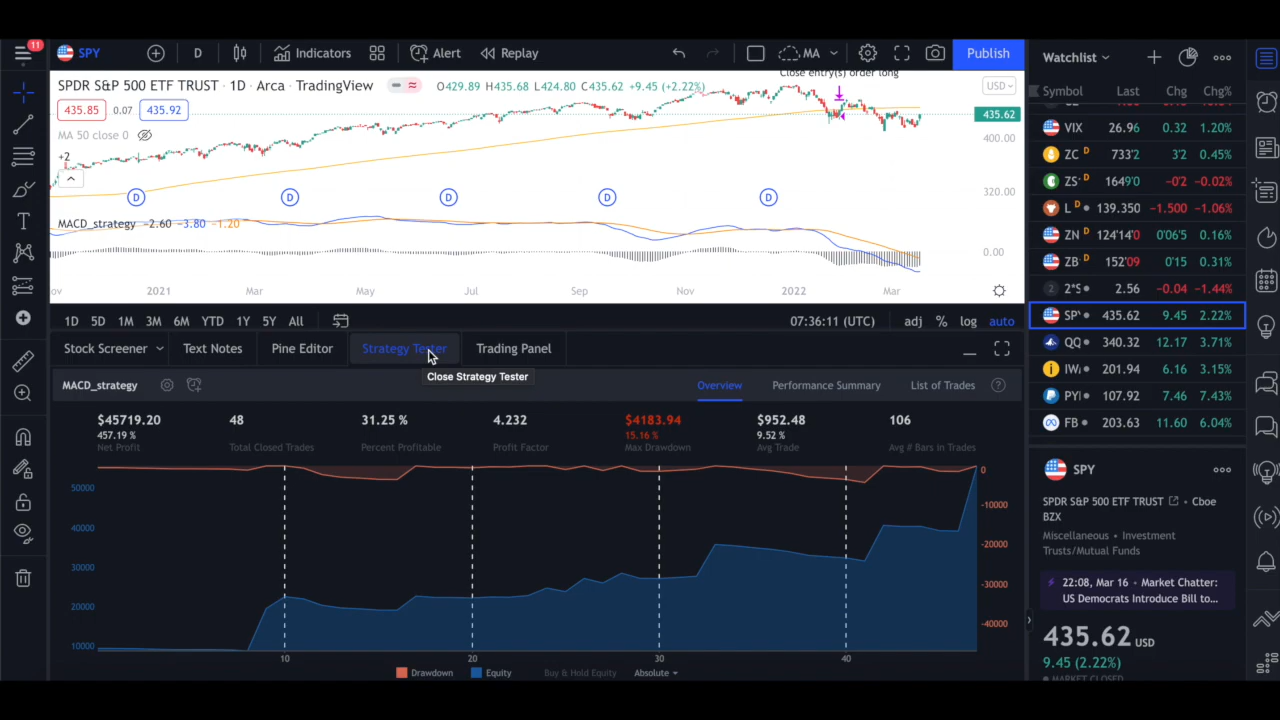 11
SPY
D
Indicators
Alert
Replay
MA
Publish
Watchlist
SPDR S&P 500 ETF TRUST · 1D · Arca · TradingView
O429.89 H435.68 L424.80 C435.62 +9.45 (+2.22%)
Close entry(s) order long
USD
435.85 0.07 435.92
435.62
MA 50 close 0
400.00
+2
320.00
D D D D D
MACD_strategy -2.60 -3.80 -1.20
0.00
2021 Mar May Jul Sep Nov 2022 Mar
1D 5D 1M 3M 6M YTD 1Y 5Y All
07:36:11 (UTC) adj % log auto
Stock Screener Text Notes Pine Editor Strategy Tester Trading Panel
Close Strategy Tester
MACD_strategy
Overview Performance Summary List of Trades ?
$45719.20 48 31.25 % 4.232 $4183.94 $952.48 106
457.19 % 15.16 % 9.52 %
Net Profit Total Closed Trades Percent Profitable Profit Factor Max Drawdown Avg Trade Avg # Bars in Trades
0
50000
-10000
40000
-20000
30000
-30000
20000
-40000
10000
10 20 30 40
Drawdown Equity Buy & Hold Equity Absolute
Symbol Last Chg Chg%
VIX 26.96 0.32 1.20%
ZC D 733'2 3'2 0.45%
ZS D 1649'0 -0'2 -0.02%
L D 139.350 -1.500 -1.06%
ZN D 124'14'0 0'06'5 0.16%
ZB D 152'09 0'15 0.31%
2*S 2.56 -0.04 -1.44%
SP 435.62 9.45 2.22%
QQ 340.32 12.17 3.71%
IW 201.94 6.16 3.15%
PY 107.92 7.46 7.43%
FB 203.63 11.60 6.04%
SPY
SPDR S&P 500 ETF TRUST • Cboe
BZX
Miscellaneous • Investment
Trusts/Mutual Funds
22:08, Mar 16 • Market Chatter:
US Democrats Introduce Bill to...
435.62 USD
9.45 (2.22%)
MARKET CLOSED